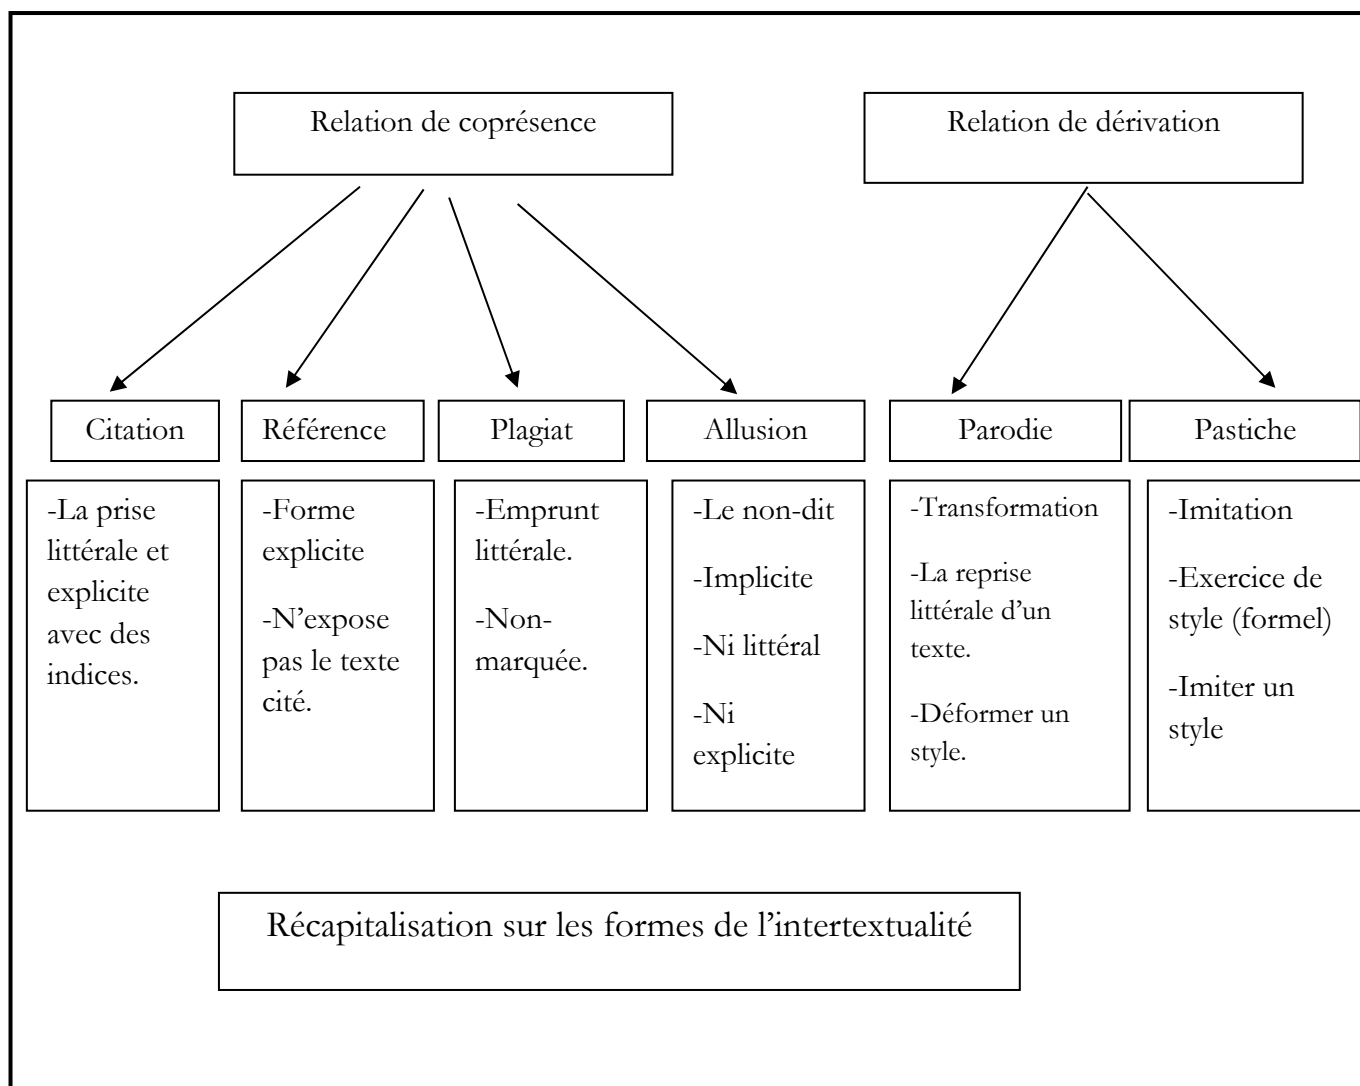 Relation de coprésence
Relation de dérivation
Citation
Référence
Plagiat
Allusion
Parodie
Pastiche
-La prise
littérale et
explicite
avec des
indices.
-Forme
explicite
-N’expose
pas le texte
cité.
-Emprunt
littérale.
-Non-
marquée.
-Le non-dit
-Implicite
-Ni littéral
-Ni
explicite
-Transformation
-La reprise
littérale d’un
texte.
-Déformer un
style.
-Imitation
-Exercice de
style (formel)
-Imiter un
style
Récapitalisation sur les formes de l’intertextualité